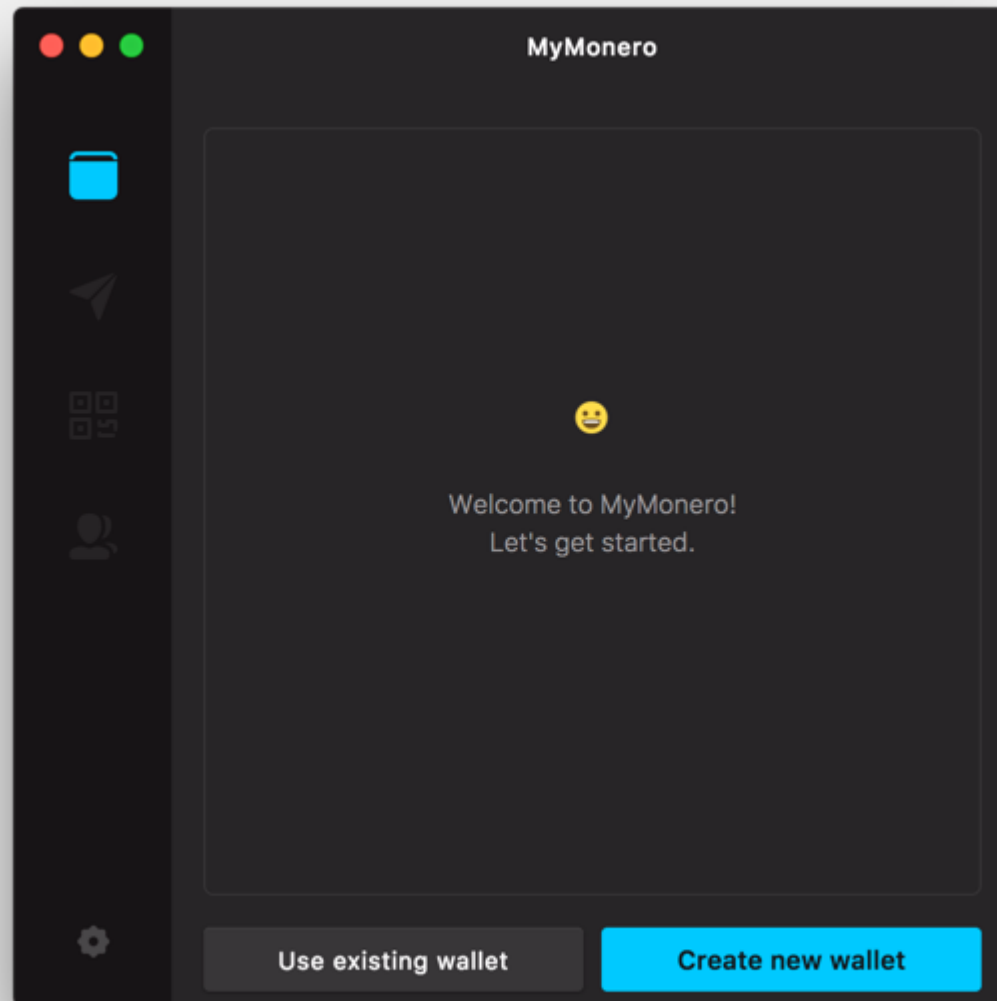 MyMonero
Welcome to MyMonero!
Let's get started.
Use existing wallet
Create new wallet